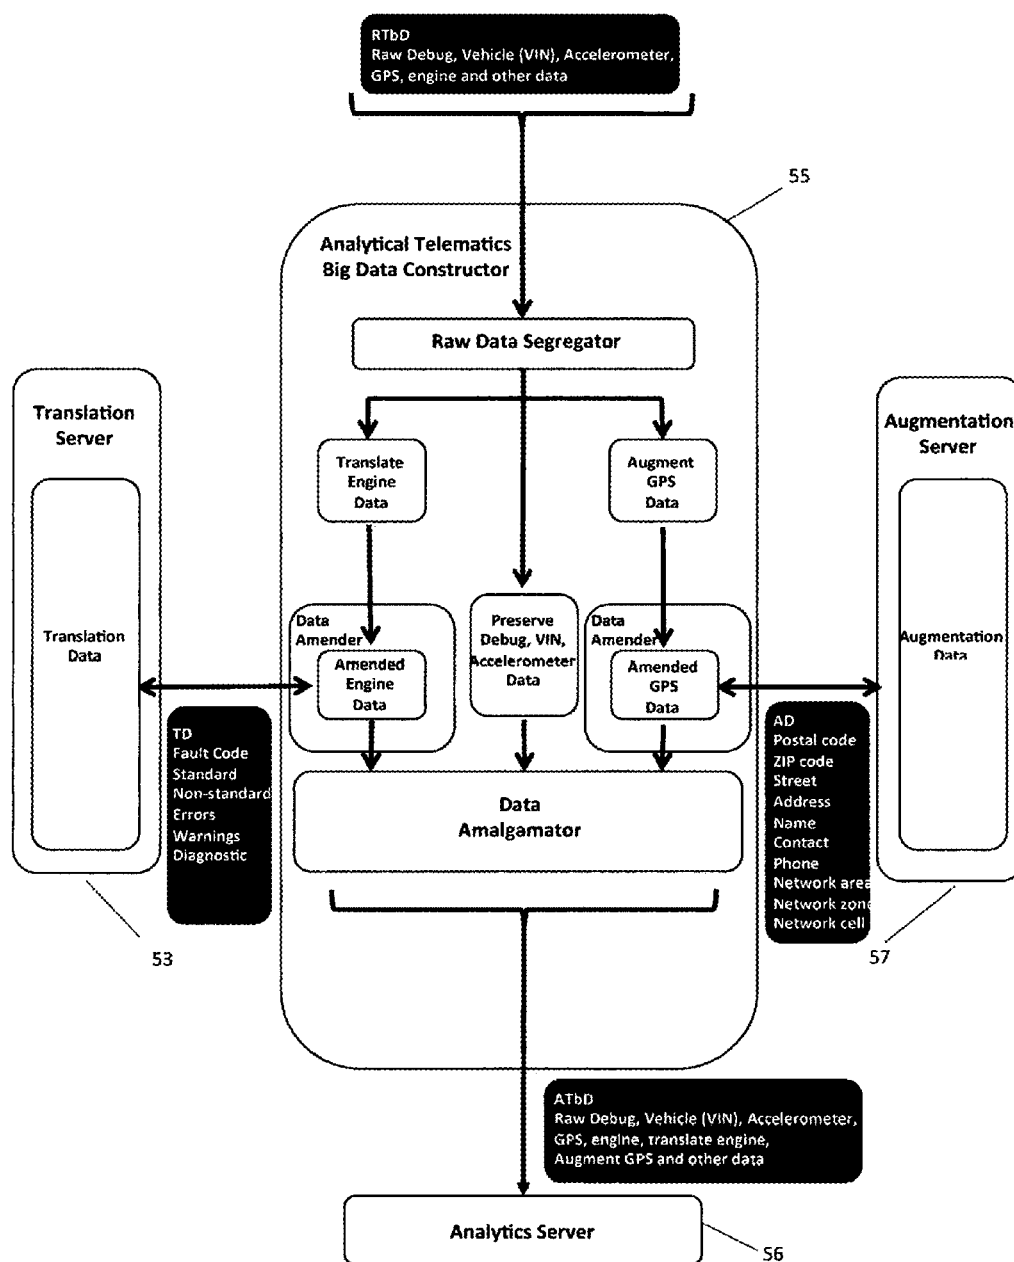 RTbD
Raw Debug, Vehicle (VIN), Accelerometer,
GPS, engine and other data
55
Analytical Telematics
Big Data Constructor
Raw Data Segregator
Translation
Server
Augmentation
Server
Translate
Engine
Data
Augment
GPS
Data
Translation
Data
Data
Amender
Amended
Engine
Data
Preserve
Debug, VIN,
Accelerometer
Data
Data
Amender
Amended
GPS
Data
Augmentation
Data
TD
Fault Code
Standard
Non-standard
Errors
Warnings
Diagnostic
AD
Postal code
ZIP code
Street
Address
Name
Contact
Phone
Network area
Network zone
Network cell
Data
Amalgamator
53
57
ATbD
Raw Debug, Vehicle (VIN), Accelerometer,
GPS, engine, translate engine,
Augment GPS and other data
Analytics Server
56